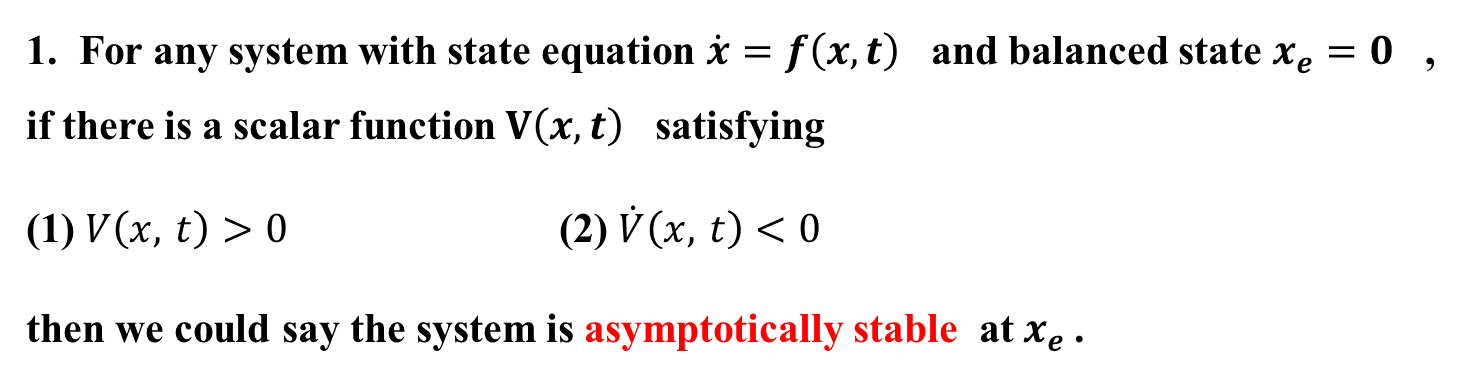 1. For any system with state equation ẋ = f(x, t) and balanced state xₑ = 0 ,
if there is a scalar function V(x, t) satisfying
(1) V(x, t) > 0 (2) V̇(x, t) < 0
then we could say the system is asymptotically stable at xₑ .